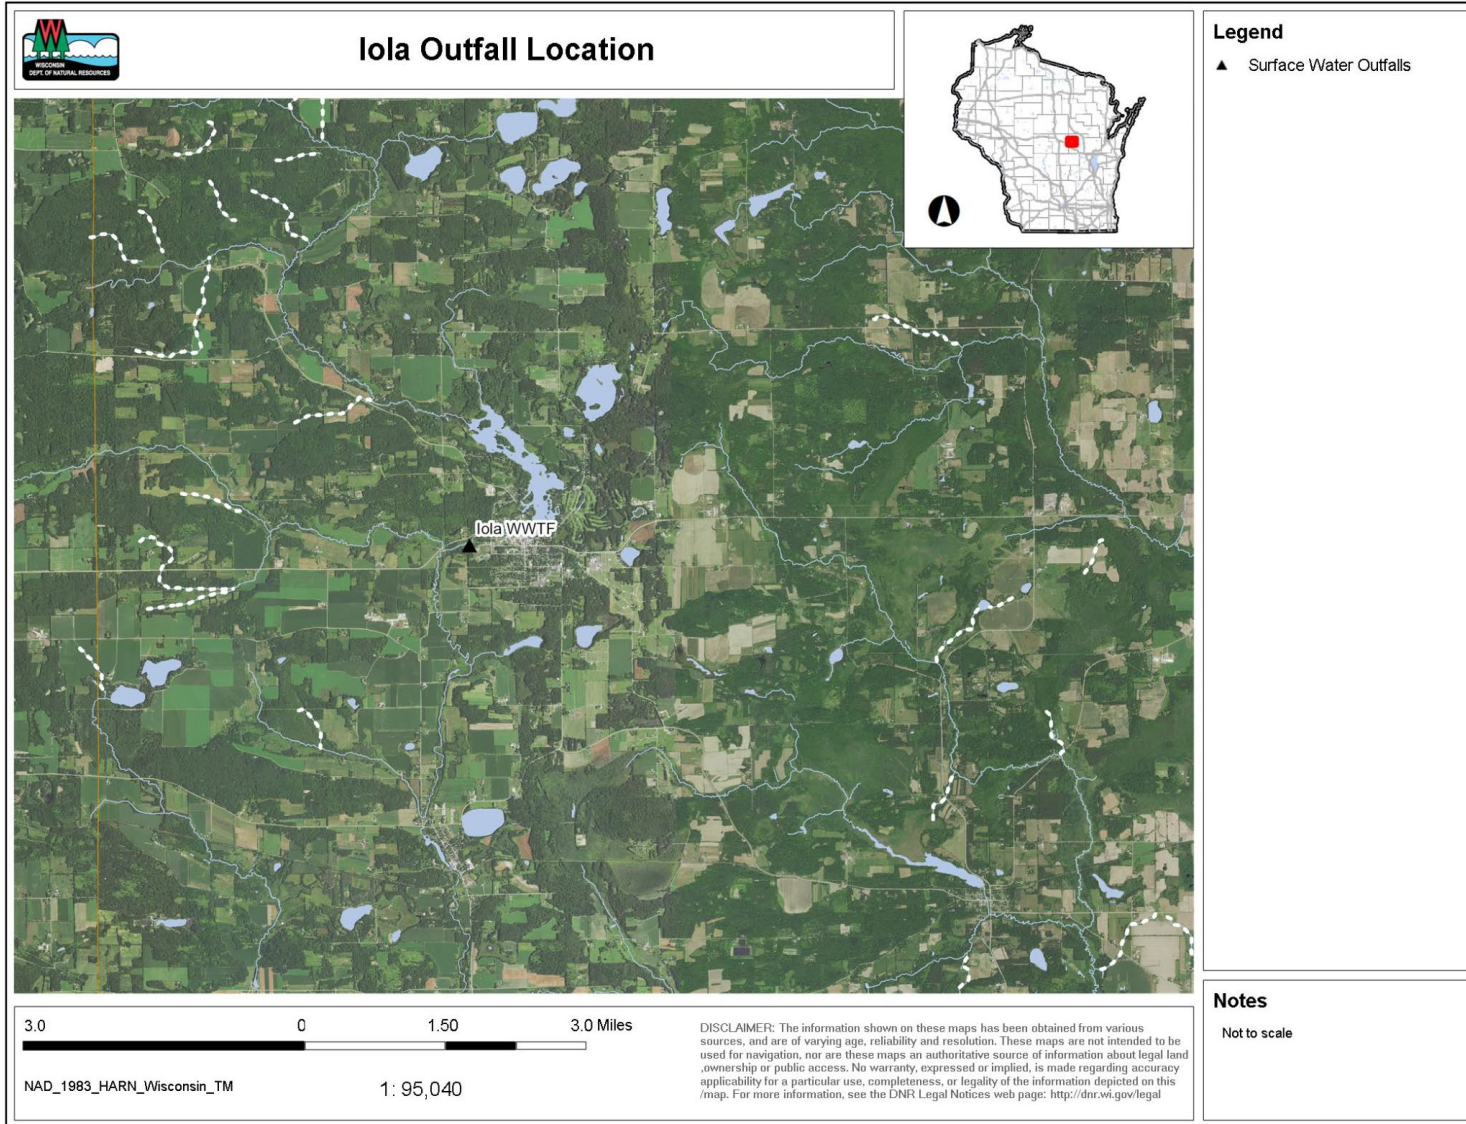 W
WISCONSIN
DEPT. OF NATURAL RESOURCES
Iola Outfall Location
Legend
Surface Water Outfalls
Iola WWTF
3.0
0
1.50
3.0 Miles
NAD_1983_HARN_Wisconsin_TM
1: 95,040
DISCLAIMER: The information shown on these maps has been obtained from various
sources, and are of varying age, reliability and resolution. These maps are not intended to be
used for navigation, nor are these maps an authoritative source of information about legal land
,ownership or public access. No warranty, expressed or implied, is made regarding accuracy
applicability for a particular use, completeness, or legality of the information depicted on this
/map. For more information, see the DNR Legal Notices web page: http://dnr.wi.gov/legal
Notes
Not to scale